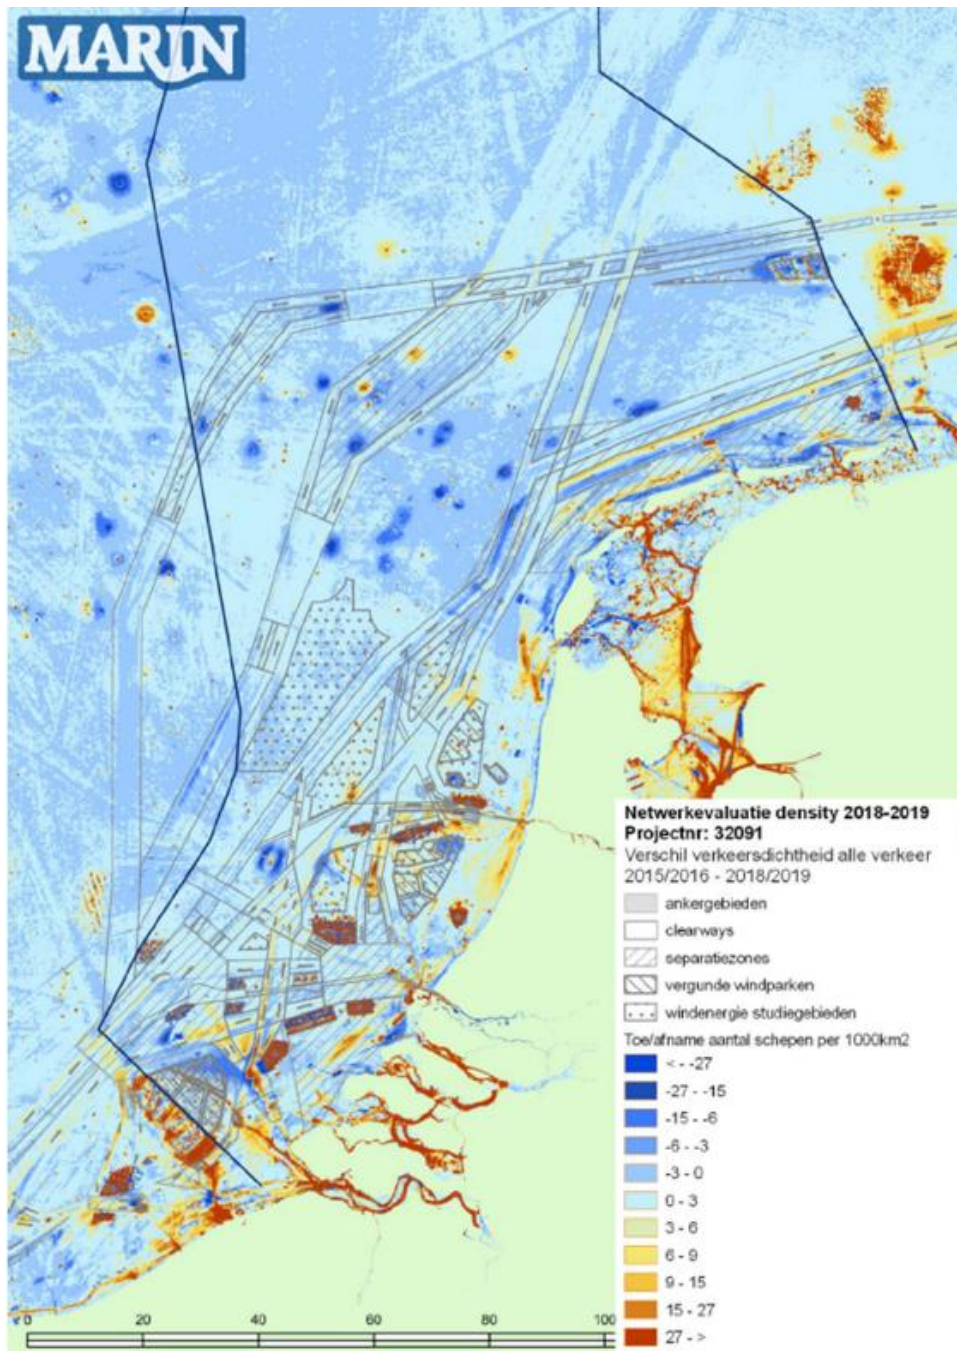 MARIN
Netwerkevaluatie density 2018-2019
Projectnr: 32091
Verschil verkeersdichtheid alle verkeer
2015/2016 - 2018/2019
ankergebieden
clearways
separatiezones
vergunde windparken
windenergie studiegebieden
Toe/afname aantal schepen per 1000km2
< - -27
-27 - -15
-15 - -6
-6 - -3
-3 - 0
0 - 3
3 - 6
6 - 9
9 - 15
15 - 27
27 - >
0 20 40 60 80 100